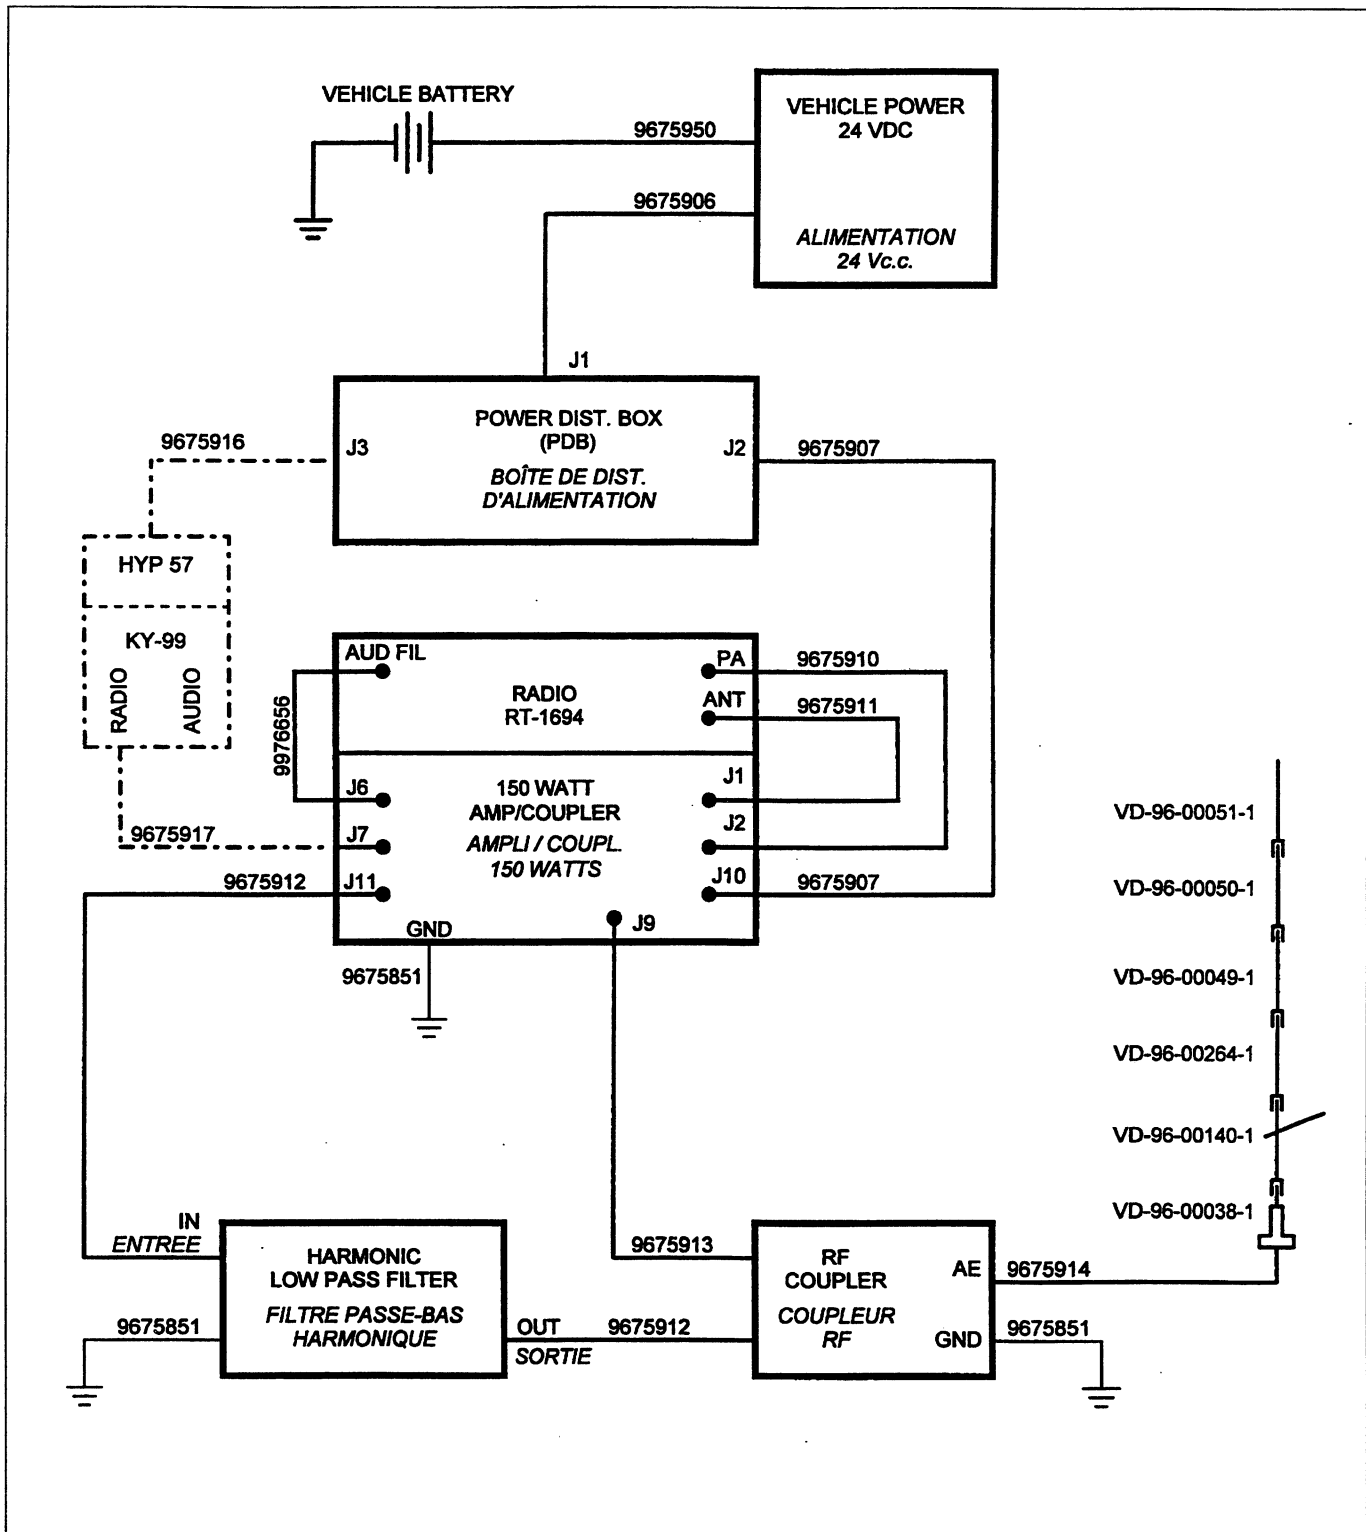 VEHICLE BATTERY
9675950
VEHICLE POWER
24 VDC
9675906
ALIMENTATION
24 Vc.c.
J1
POWER DIST. BOX
(PDB)
BOÎTE DE DIST.
D'ALIMENTATION
J3
J2
9675916
9675907
HYP 57
KY-99
RADIO
AUDIO
AUD FIL
PA
9675910
RADIO
RT-1694
ANT
9675911
9976656
J1
J6
150 WATT
AMP/COUPLER
J2
9675917
J7
AMPLI / COUPL.
150 WATTS
9675912
J11
J10
9675907
J9
GND
9675851
VD-96-00051-1
VD-96-00050-1
VD-96-00049-1
VD-96-00264-1
VD-96-00140-1
VD-96-00038-1
IN
ENTREE
HARMONIC
LOW PASS FILTER
FILTRE PASSE-BAS
HARMONIQUE
9675851
OUT
SORTIE
9675912
9675913
RF
COUPLER
COUPLEUR
RF
AE
9675914
GND
9675851